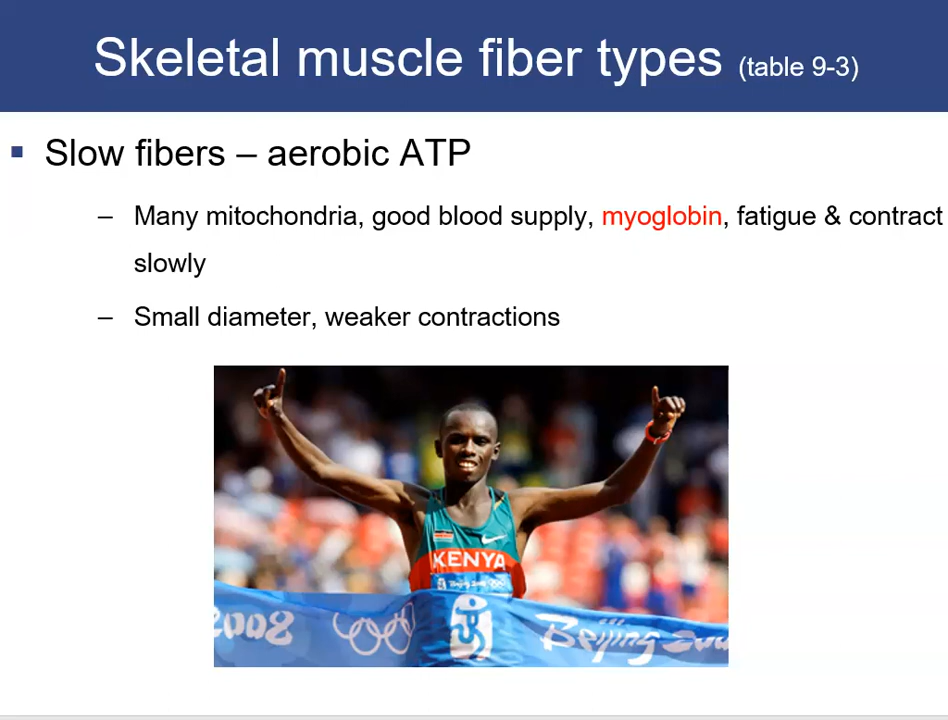 Skeletal muscle fiber types (table 9-3)
▪ Slow fibers – aerobic ATP
– Many mitochondria, good blood supply, myoglobin, fatigue & contract
slowly
– Small diameter, weaker contractions
KENYA
Beijing 2008
2008
Beijing 200